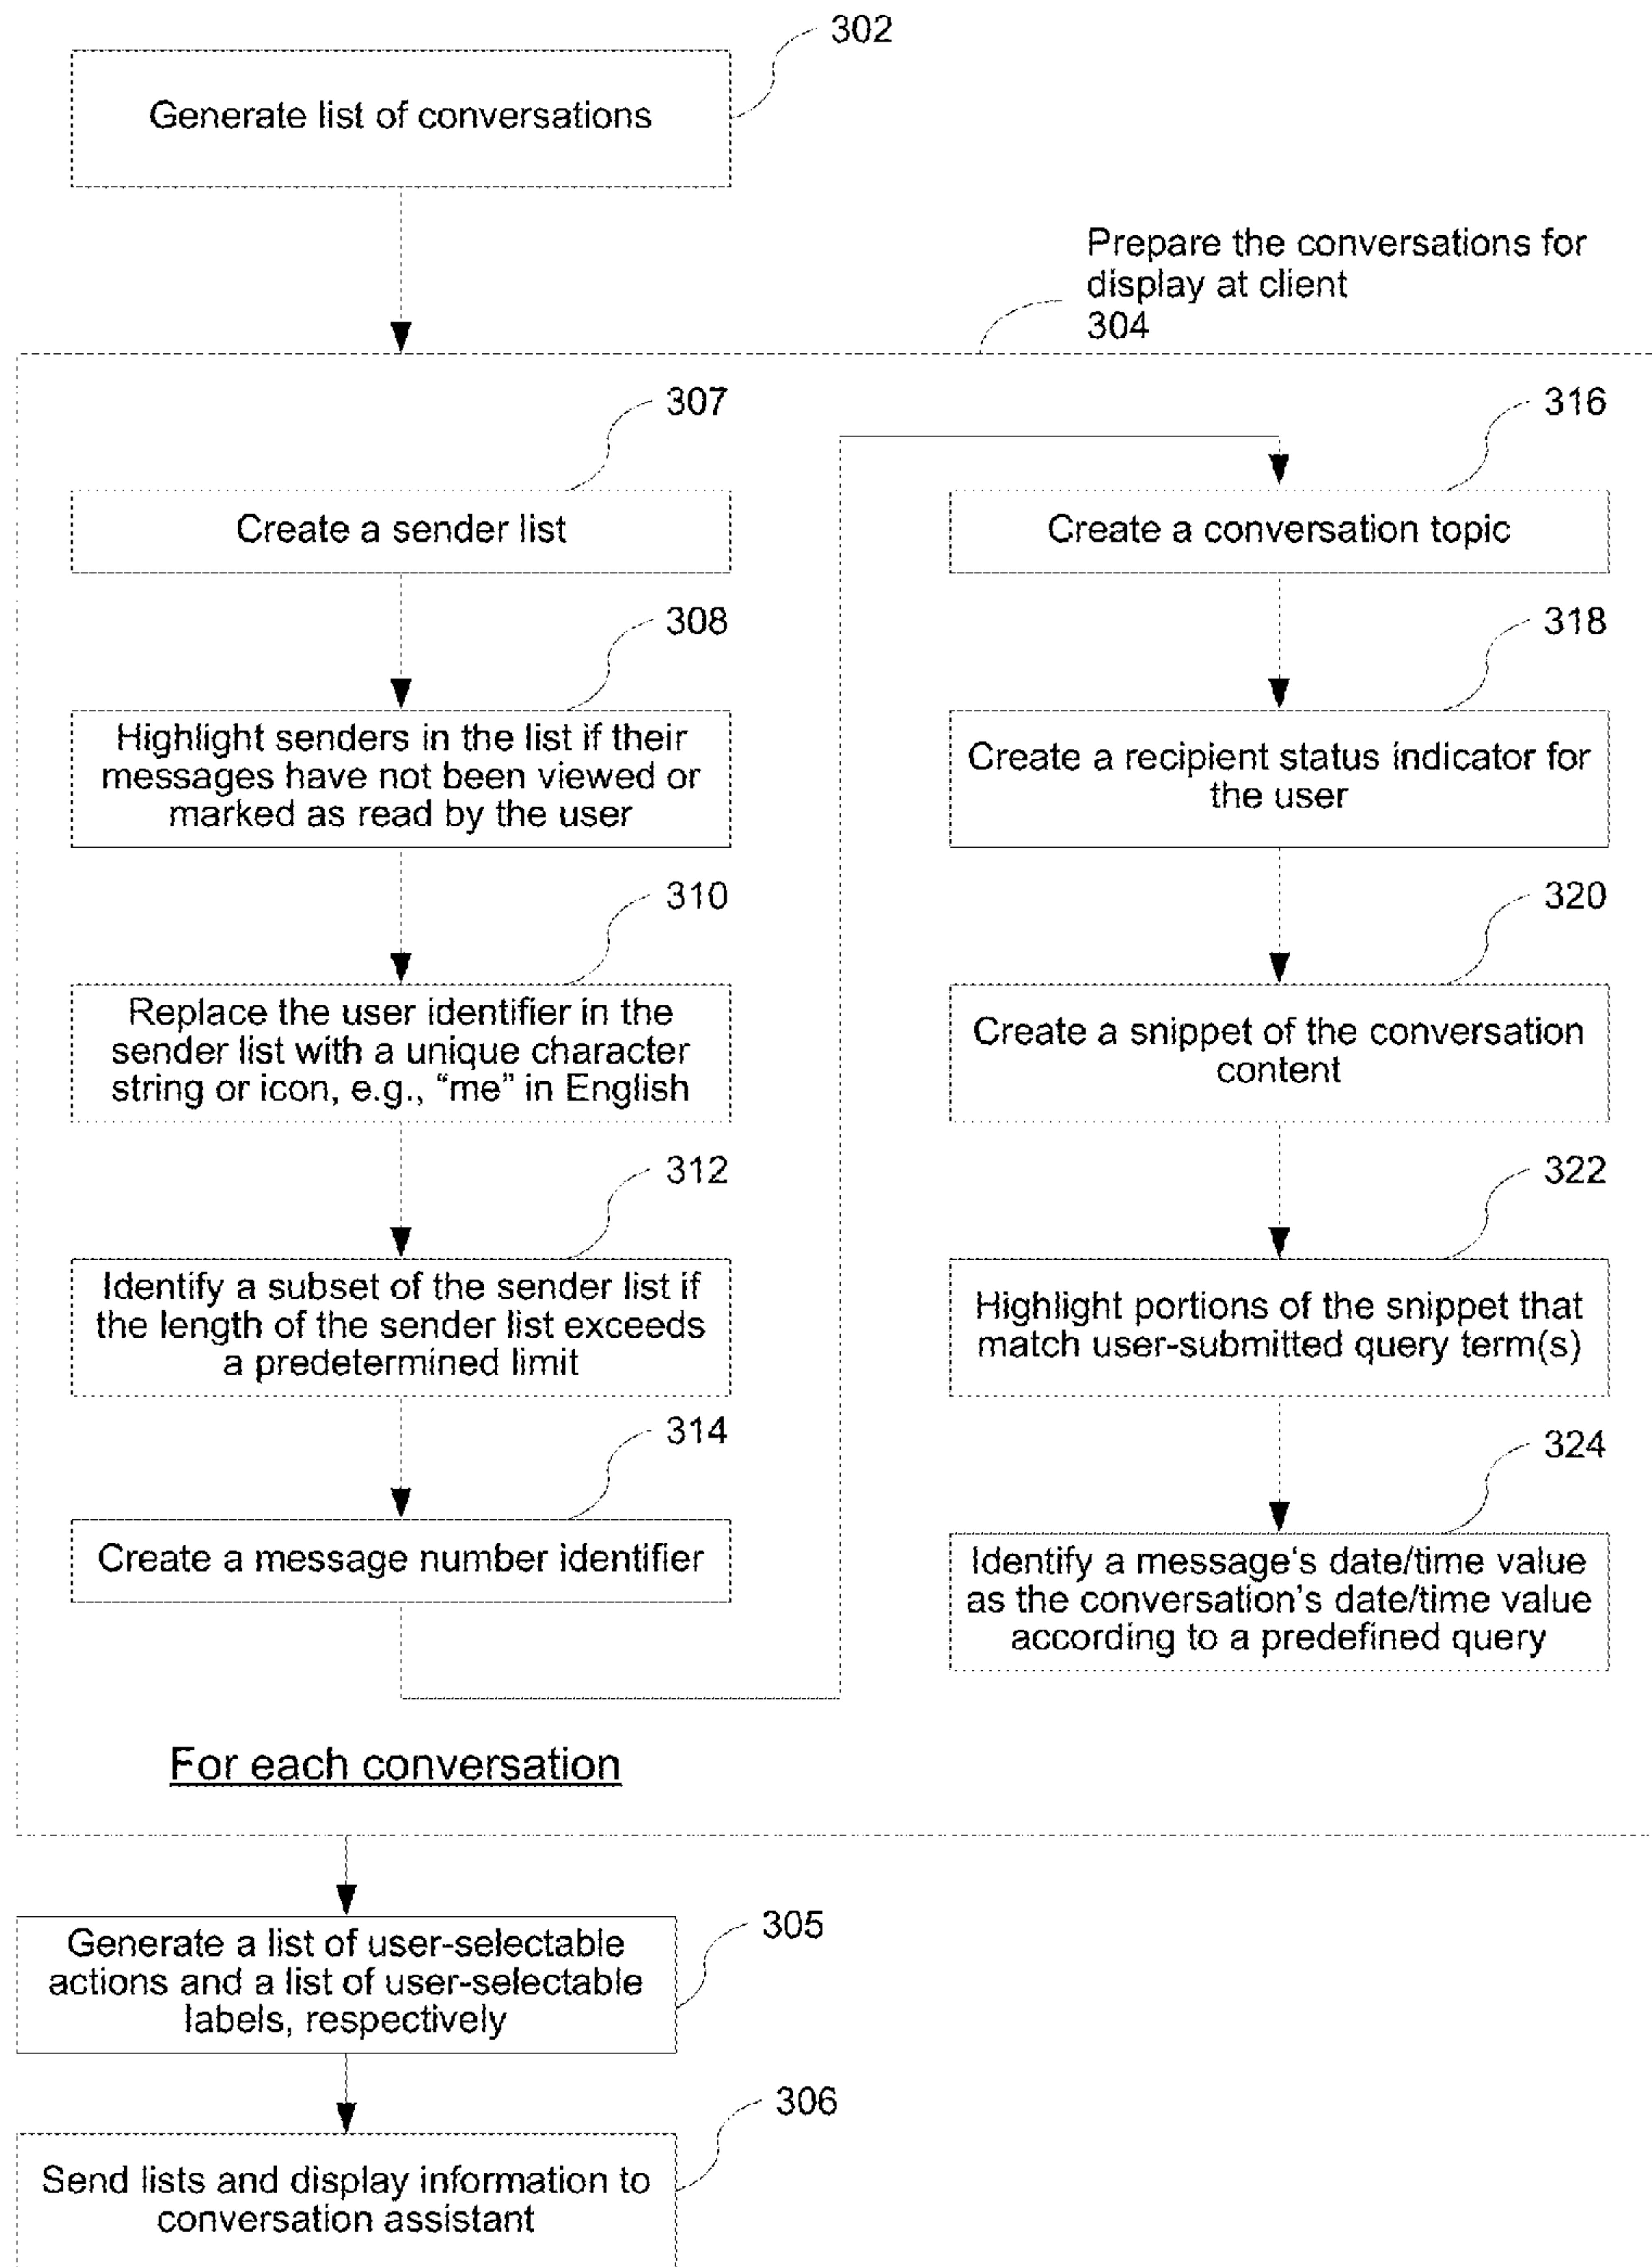 302
Generate list of conversations
Prepare the conversations for
display at client
304
307
Create a sender list
308
Highlight senders in the list if their
messages have not been viewed or
marked as read by the user
310
Replace the user identifier in the
sender list with a unique character
string or icon, e.g., “me” in English
312
Identify a subset of the sender list if
the length of the sender list exceeds
a predetermined limit
314
Create a message number identifier
316
Create a conversation topic
318
Create a recipient status indicator for
the user
320
Create a snippet of the conversation
content
322
Highlight portions of the snippet that
match user-submitted query term(s)
324
Identify a message‘s date/time value
as the conversation’s date/time value
according to a predefined query
For each conversation
305
Generate a list of user-selectable
actions and a list of user-selectable
labels, respectively
306
Send lists and display information to
conversation assistant